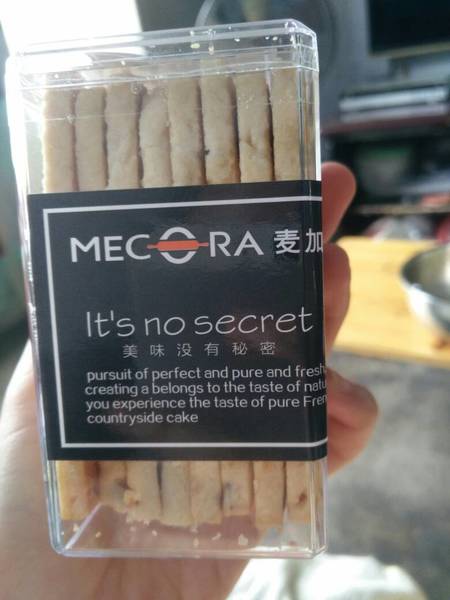 MECORA 麦加
It's no secret
美味没有秘密
pursuit of perfect and pure and fresh
creating a belongs to the taste of natu
you experience the taste of pure Fren
countryside cake